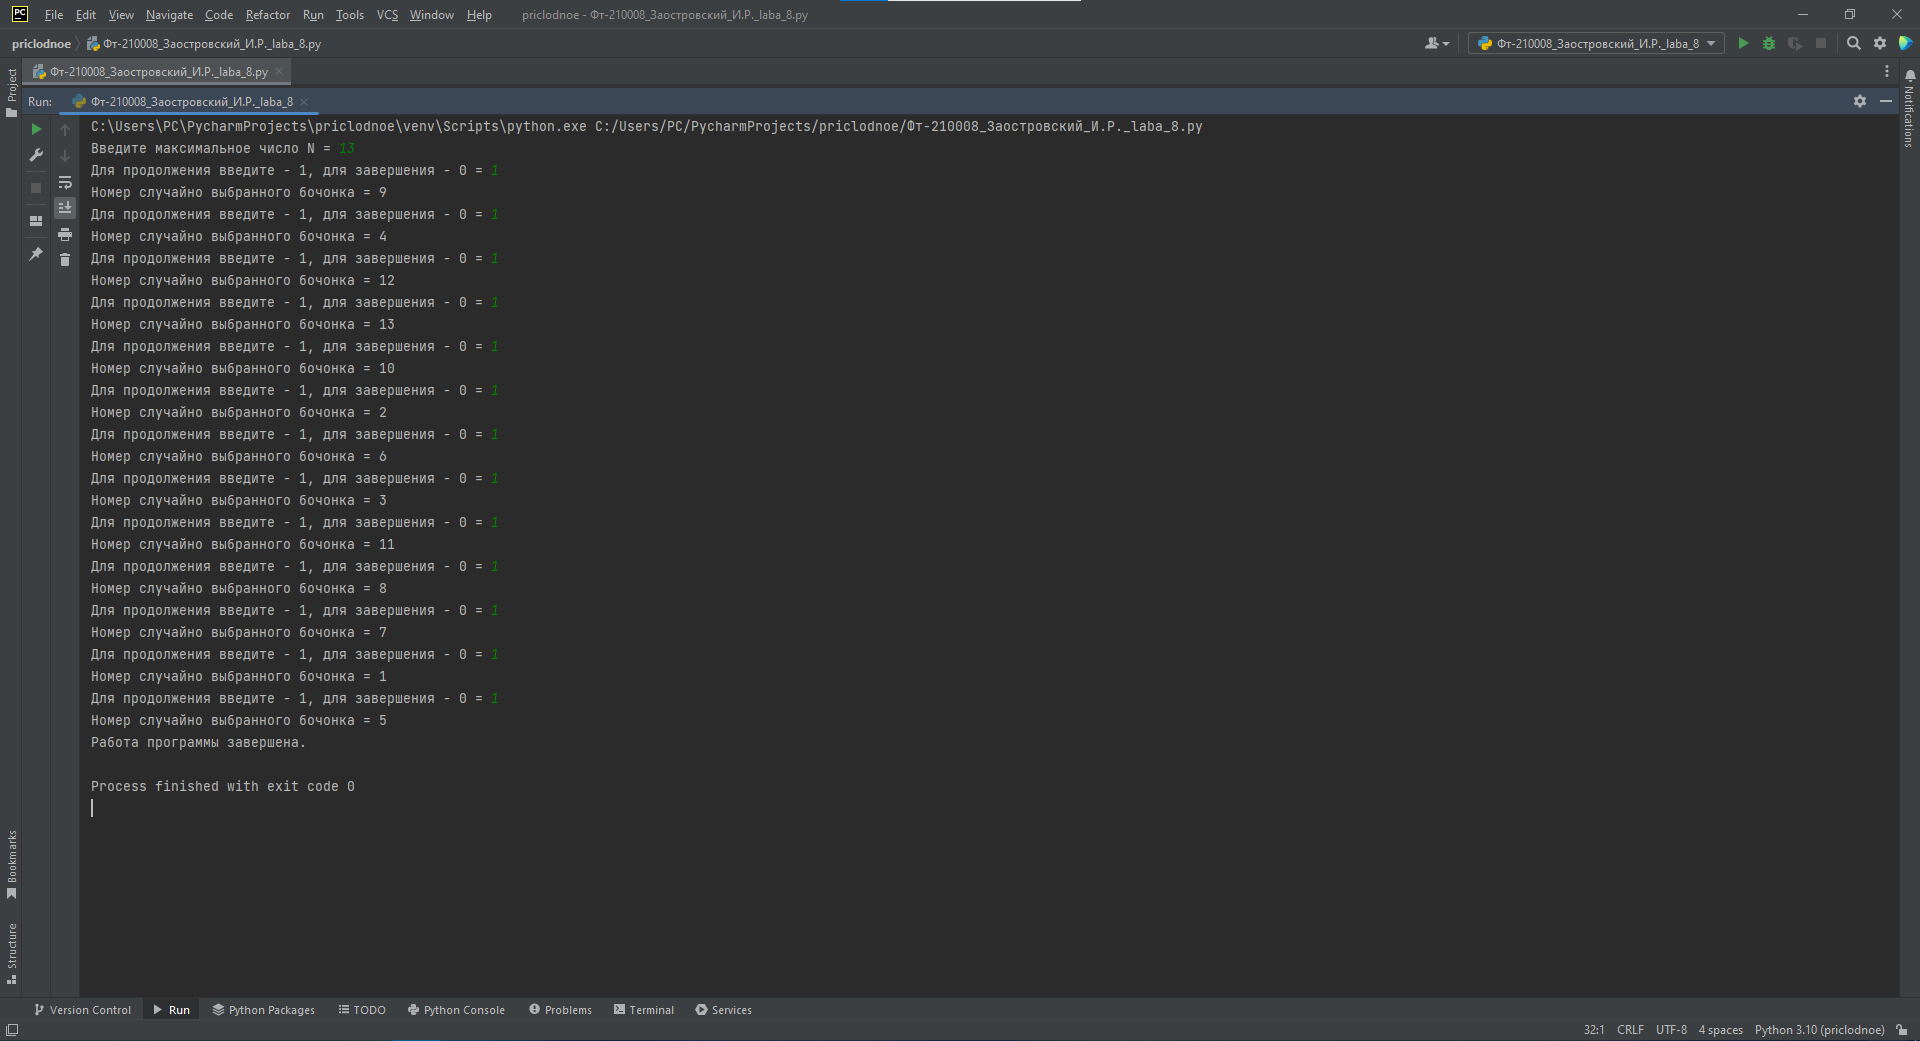 PC File Edit View Navigate Code Refactor Run Tools VCS Window Help priclodnoe - Фт-210008_Заостровский_И.Р._laba_8.py
priclodnoe Фт-210008_Заостровский_И.Р._laba_8.py Фт-210008_Заостровский_И.Р._laba_8
Project Фт-210008_Заостровский_И.Р._laba_8.py
Notifications
Run: Фт-210008_Заостровский_И.Р._laba_8
C:\Users\PC\PycharmProjects\priclodnoe\venv\Scripts\python.exe C:/Users/PC/PycharmProjects/priclodnoe/Фт-210008_Заостровский_И.Р._laba_8.py
Введите максимальное число N = 13
Для продолжения введите - 1, для завершения - 0 = 1
Номер случайно выбранного бочонка = 9
Для продолжения введите - 1, для завершения - 0 = 1
Номер случайно выбранного бочонка = 4
Для продолжения введите - 1, для завершения - 0 = 1
Номер случайно выбранного бочонка = 12
Для продолжения введите - 1, для завершения - 0 = 1
Номер случайно выбранного бочонка = 13
Для продолжения введите - 1, для завершения - 0 = 1
Номер случайно выбранного бочонка = 10
Для продолжения введите - 1, для завершения - 0 = 1
Номер случайно выбранного бочонка = 2
Для продолжения введите - 1, для завершения - 0 = 1
Номер случайно выбранного бочонка = 6
Для продолжения введите - 1, для завершения - 0 = 1
Номер случайно выбранного бочонка = 3
Для продолжения введите - 1, для завершения - 0 = 1
Номер случайно выбранного бочонка = 11
Для продолжения введите - 1, для завершения - 0 = 1
Номер случайно выбранного бочонка = 8
Для продолжения введите - 1, для завершения - 0 = 1
Номер случайно выбранного бочонка = 7
Для продолжения введите - 1, для завершения - 0 = 1
Номер случайно выбранного бочонка = 1
Для продолжения введите - 1, для завершения - 0 = 1
Номер случайно выбранного бочонка = 5
Работа программы завершена.
Process finished with exit code 0
Bookmarks
Structure
Version Control Run Python Packages TODO Python Console Problems Terminal Services
32:1 CRLF UTF-8 4 spaces Python 3.10 (priclodnoe)